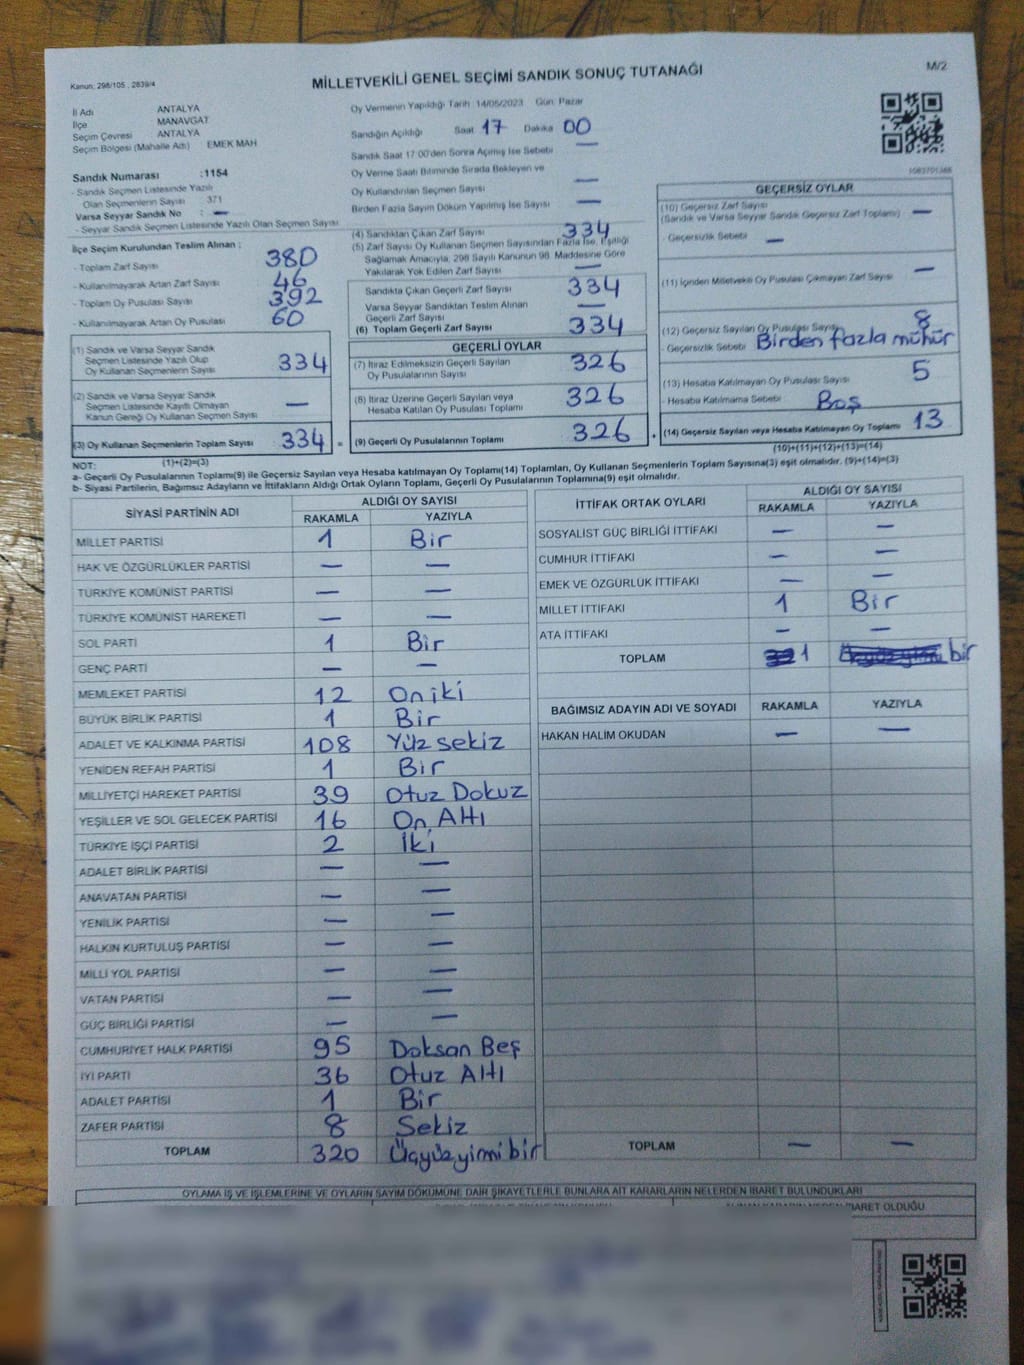 Kanun: 298/105 , 2839/4
MİLLETVEKİLİ GENEL SEÇİMİ SANDIK SONUÇ TUTANAĞI
M/2
İl Adı ANTALYA
İlçe MANAVGAT
Seçim Çevresi ANTALYA
Seçim Bölgesi (Mahalle Adı) EMEK MAH
Sandık Numarası :1154
- Sandık Seçmen Listesinde Yazılı
Olan Seçmenlerin Sayısı 371
Varsa Seyyar Sandık No : —
- Seyyar Sandık Seçmen Listesinde Yazılı Olan Seçmen Sayısı
İlçe Seçim Kurulundan Teslim Alınan :
- Toplam Zarf Sayısı 380
- Kullanılmayarak Artan Zarf Sayısı 46
- Toplam Oy Pusulası Sayısı 392
- Kullanılmayarak Artan Oy Pusulası 60
(1) Sandık ve Varsa Seyyar Sandık
Seçmen Listesinde Yazılı Olup
Oy Kullanan Seçmenlerin Sayısı 334
(2) Sandık ve Varsa Seyyar Sandık
Seçmen Listesinde Kayıtlı Olmayan
Kanun Gereği Oy Kullanan Seçmen Sayısı —
(3) Oy Kullanan Seçmenlerin Toplam Sayısı 334 =
(1)+(2)=(3)
Oy Vermenin Yapıldığı Tarih 14/05/2023 Gün: Pazar
Sandığın Açıldığı Saat 17 Dakika 00
Sandık Saat 17:00'den Sonra Açılmış İse Sebebi —
Oy Verme Saati Bitiminde Sırada Bekleyen ve
Oy Kullandırılan Seçmen Sayısı —
Birden Fazla Sayım Döküm Yapılmış İse Sayısı —
(4) Sandıktan Çıkan Zarf Sayısı 334
(5) Zarf Sayısı Oy Kullanan Seçmen Sayısından Fazla İse, Eşitliği
Sağlamak Amacıyla, 298 Sayılı Kanunun 98. Maddesine Göre
Yakılarak Yok Edilen Zarf Sayısı —
Sandıkta Çıkan Geçerli Zarf Sayısı 334
Varsa Seyyar Sandıktan Teslim Alınan
Geçerli Zarf Sayısı —
(6) Toplam Geçerli Zarf Sayısı 334
GEÇERLİ OYLAR
(7) İtiraz Edilmeksizin Geçerli Sayılan
Oy Pusulalarının Sayısı 326
(8) İtiraz Üzerine Geçerli Sayılan veya
Hesaba Katılan Oy Pusulası Toplamı 326
(9) Geçerli Oy Pusulalarının Toplamı 326
GEÇERSİZ OYLAR
(10) Geçersiz Zarf Sayısı
(Sandık ve Varsa Seyyar Sandık Geçersiz Zarf Toplamı) —
- Geçersizlik Sebebi —
(11) İçinden Milletvekili Oy Pusulası Çıkmayan Zarf Sayısı —
(12) Geçersiz Sayılan Oy Pusulası Sayısı 8
- Geçersizlik Sebebi Birden fazla mühür
(13) Hesaba Katılmayan Oy Pusulası Sayısı 5
- Hesaba Katılmama Sebebi Boş
(14) Geçersiz Sayılan veya Hesaba Katılmayan Oy Toplamı 13
(10)+(11)+(12)+(13)=(14)
NOT:
a- Geçerli Oy Pusulalarının Toplamı(9) ile Geçersiz Sayılan veya Hesaba katılmayan Oy Toplamı(14) Toplamları, Oy Kullanan Seçmenlerin Toplam Sayısına(3) eşit olmalıdır. (9)+(14)=(3)
b- Siyasi Partilerin, Bağımsız Adayların ve İttifakların Aldığı Ortak Oyların Toplamı, Geçerli Oy Pusulalarının Toplamına(9) eşit olmalıdır.
SİYASİ PARTİNİN ADI ALDIĞI OY SAYISI
RAKAMLA YAZIYLA
MİLLET PARTİSİ 1 Bir
HAK VE ÖZGÜRLÜKLER PARTİSİ — —
TÜRKİYE KOMÜNİST PARTİSİ — —
TÜRKİYE KOMÜNİST HAREKETİ — —
SOL PARTİ 1 Bir
GENÇ PARTİ — —
MEMLEKET PARTİSİ 12 On iki
BÜYÜK BİRLİK PARTİSİ 1 Bir
ADALET VE KALKINMA PARTİSİ 108 Yüz sekiz
YENİDEN REFAH PARTİSİ 1 Bir
MİLLİYETÇİ HAREKET PARTİSİ 39 Otuz Dokuz
YEŞİLLER VE SOL GELECEK PARTİSİ 16 On Altı
TÜRKİYE İŞÇİ PARTİSİ 2 İki
ADALET BİRLİK PARTİSİ — —
ANAVATAN PARTİSİ — —
YENİLİK PARTİSİ — —
HALKIN KURTULUŞ PARTİSİ — —
MİLLİ YOL PARTİSİ — —
VATAN PARTİSİ — —
GÜÇ BİRLİĞİ PARTİSİ — —
CUMHURİYET HALK PARTİSİ 95 Doksan Beş
İYİ PARTİ 36 Otuz Altı
ADALET PARTİSİ 1 Bir
ZAFER PARTİSİ 8 Sekiz
TOPLAM 320 Üçyüzyirmi bir
İTTİFAK ORTAK OYLARI ALDIĞI OY SAYISI
RAKAMLA YAZIYLA
SOSYALİST GÜÇ BİRLİĞİ İTTİFAKI — —
CUMHUR İTTİFAKI — —
EMEK VE ÖZGÜRLÜK İTTİFAKI — —
MİLLET İTTİFAKI 1 Bir
ATA İTTİFAKI — —
TOPLAM 1 bir
BAĞIMSIZ ADAYIN ADI VE SOYADI RAKAMLA YAZIYLA
HAKAN HALİM OKUDAN — —
TOPLAM — —
OYLAMA İŞ VE İŞLEMLERİNE VE OYLARIN SAYIM DÖKÜMÜNE DAİR ŞİKAYETLERLE BUNLARA AİT KARARLARIN NELERDEN İBARET BULUNDUKLARI